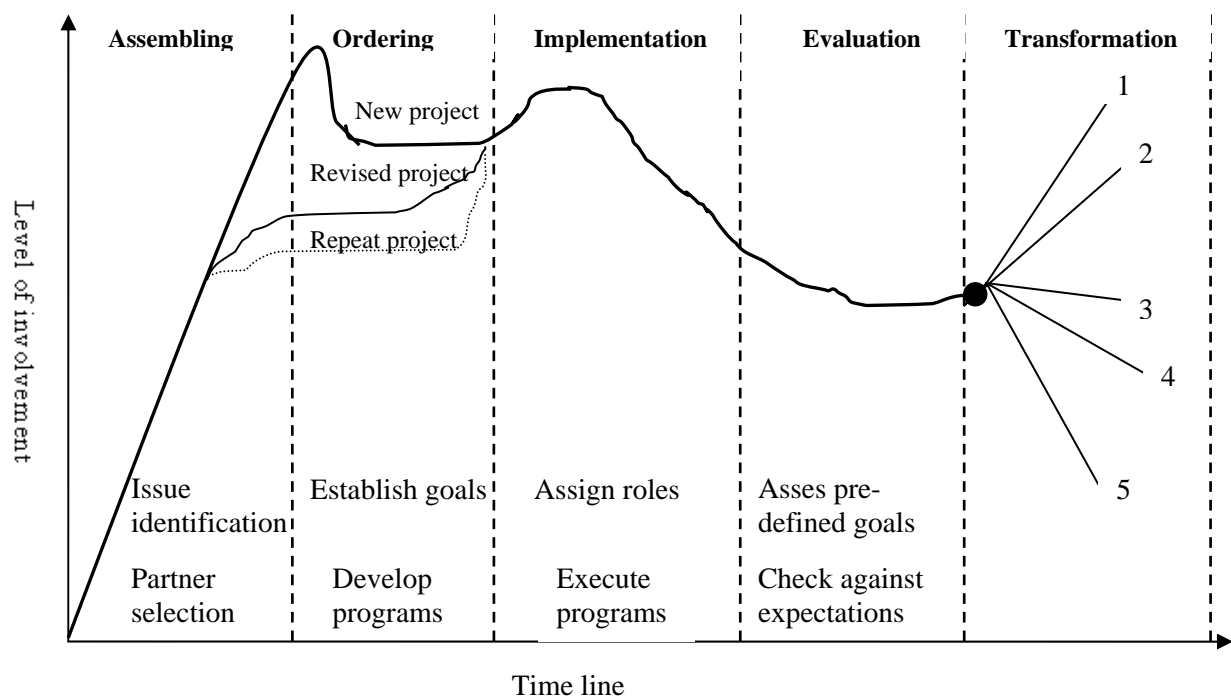 Assembling
Ordering
Implementation
Evaluation
Transformation
New project
Revised project
Repeat project
1
2
3
4
5
Level of involvement
Issue
identification
Establish goals
Assign roles
Asses pre-
defined goals
Partner
selection
Develop
programs
Execute
programs
Check against
expectations
Time line